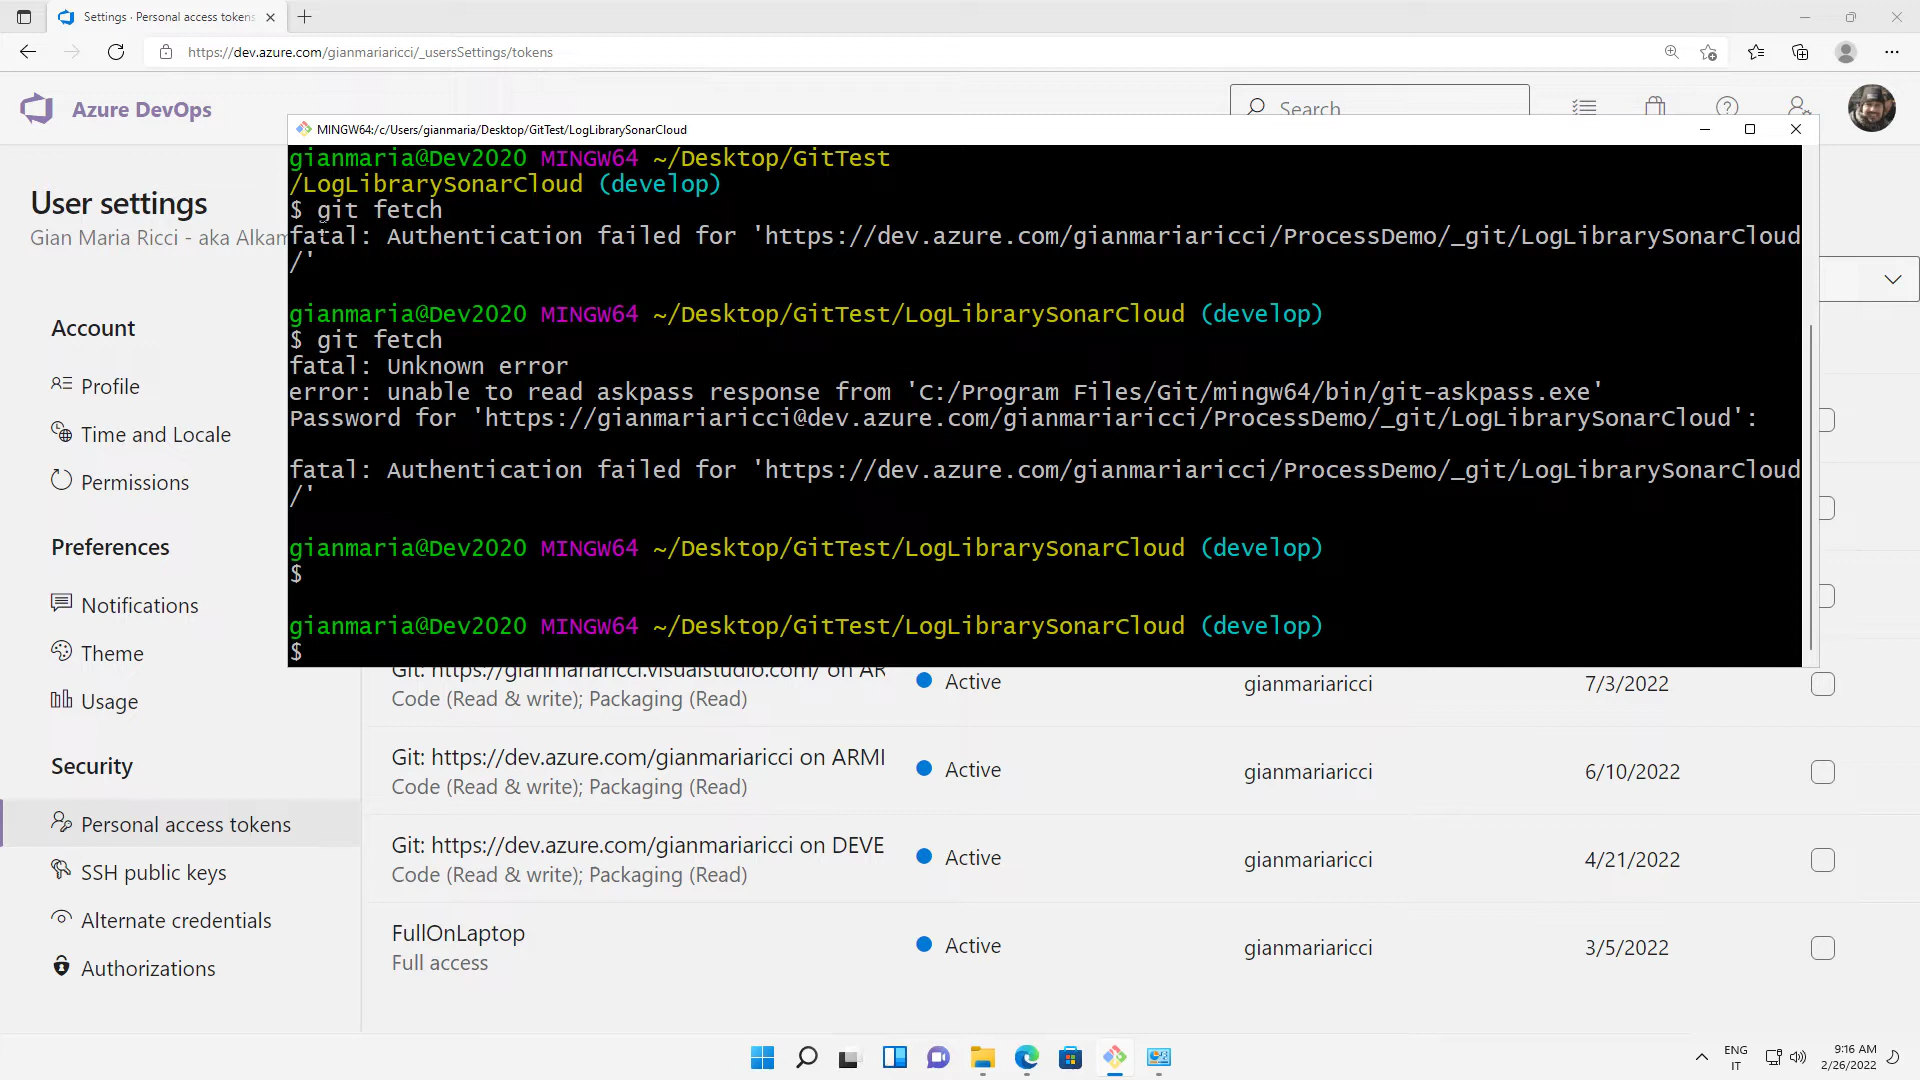 Settings · Personal access tokens
https://dev.azure.com/gianmariaricci/_usersSettings/tokens
Azure DevOps
Search
MINGW64:/c/Users/gianmaria/Desktop/GitTest/LogLibrarySonarCloud
gianmaria@Dev2020 MINGW64 ~/Desktop/GitTest
/LogLibrarySonarCloud (develop)
$ git fetch
fatal: Authentication failed for 'https://dev.azure.com/gianmariaricci/ProcessDemo/_git/LogLibrarySonarCloud
/'
gianmaria@Dev2020 MINGW64 ~/Desktop/GitTest/LogLibrarySonarCloud (develop)
$ git fetch
fatal: Unknown error
error: unable to read askpass response from 'C:/Program Files/Git/mingw64/bin/git-askpass.exe'
Password for 'https://gianmariaricci@dev.azure.com/gianmariaricci/ProcessDemo/_git/LogLibrarySonarCloud':
fatal: Authentication failed for 'https://dev.azure.com/gianmariaricci/ProcessDemo/_git/LogLibrarySonarCloud
/'
gianmaria@Dev2020 MINGW64 ~/Desktop/GitTest/LogLibrarySonarCloud (develop)
$
gianmaria@Dev2020 MINGW64 ~/Desktop/GitTest/LogLibrarySonarCloud (develop)
$
User settings
Gian Maria Ricci - aka Alkam
Account
Profile
Time and Locale
Permissions
Preferences
Notifications
Theme
Usage
Security
Personal access tokens
SSH public keys
Alternate credentials
Authorizations
Git: https://gianmariaricci.visualstudio.com/ on AR
Code (Read & write); Packaging (Read)
Active
gianmariaricci
7/3/2022
Git: https://dev.azure.com/gianmariaricci on ARMI
Code (Read & write); Packaging (Read)
Active
gianmariaricci
6/10/2022
Git: https://dev.azure.com/gianmariaricci on DEVE
Code (Read & write); Packaging (Read)
Active
gianmariaricci
4/21/2022
FullOnLaptop
Full access
Active
gianmariaricci
3/5/2022
ENG
IT
9:16 AM
2/26/2022